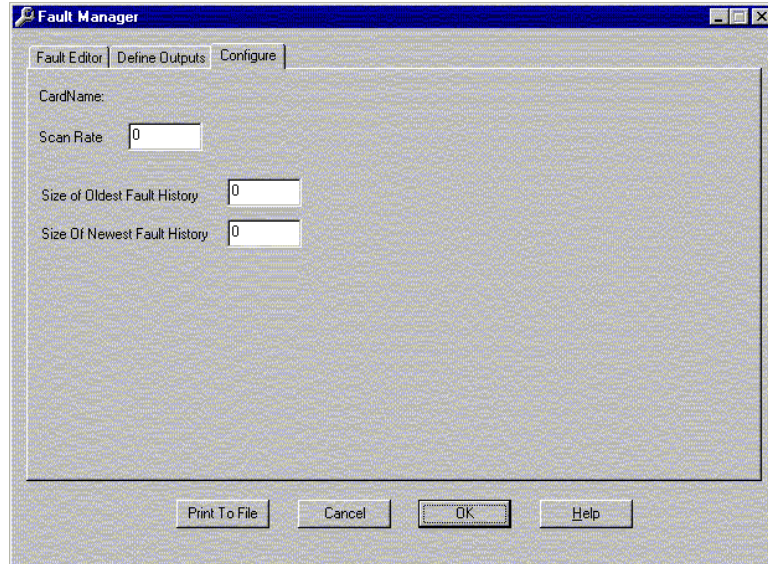 Fault Manager
Fault Editor Define Outputs Configure
CardName:
Scan Rate 0
Size of Oldest Fault History 0
Size Of Newest Fault History 0
Print To File Cancel OK Help